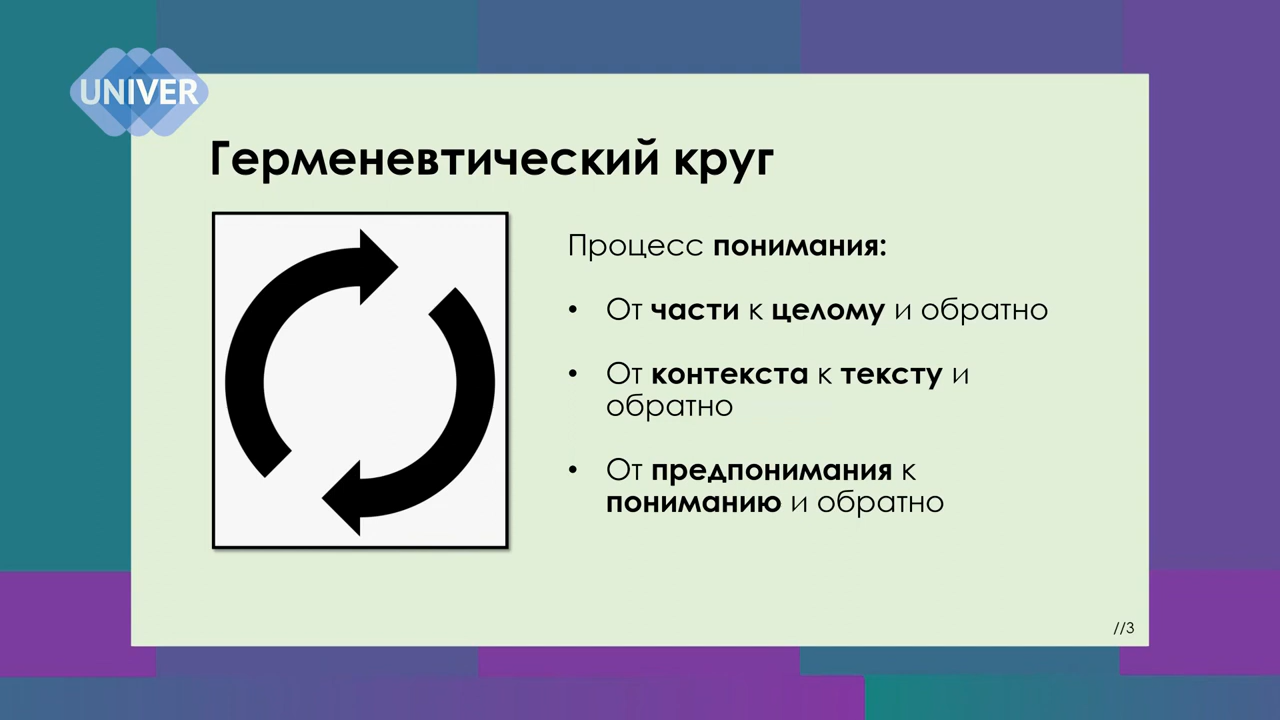 UNIVER
Герменевтический круг
Процесс понимания:
• От части к целому и обратно
• От контекста к тексту и
обратно
• От предпонимания к
пониманию и обратно
//3